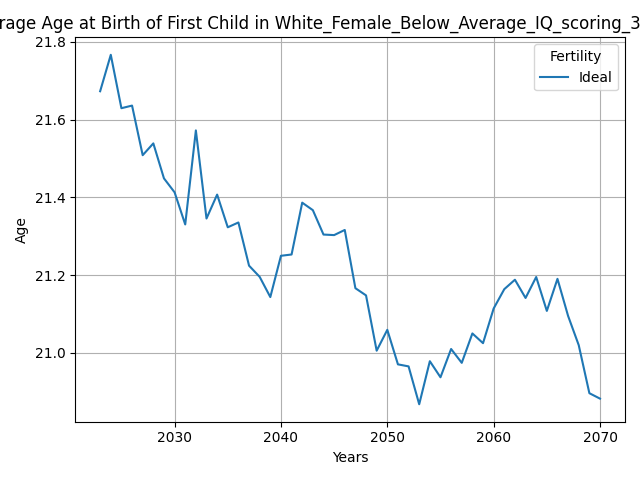 rage Age at Birth of First Child in White_Female_Below_Average_IQ_scoring_3
21.8
Fertility
Ideal
21.6
21.4
Age
21.2
21.0
2030 2040 2050 2060 2070
Years